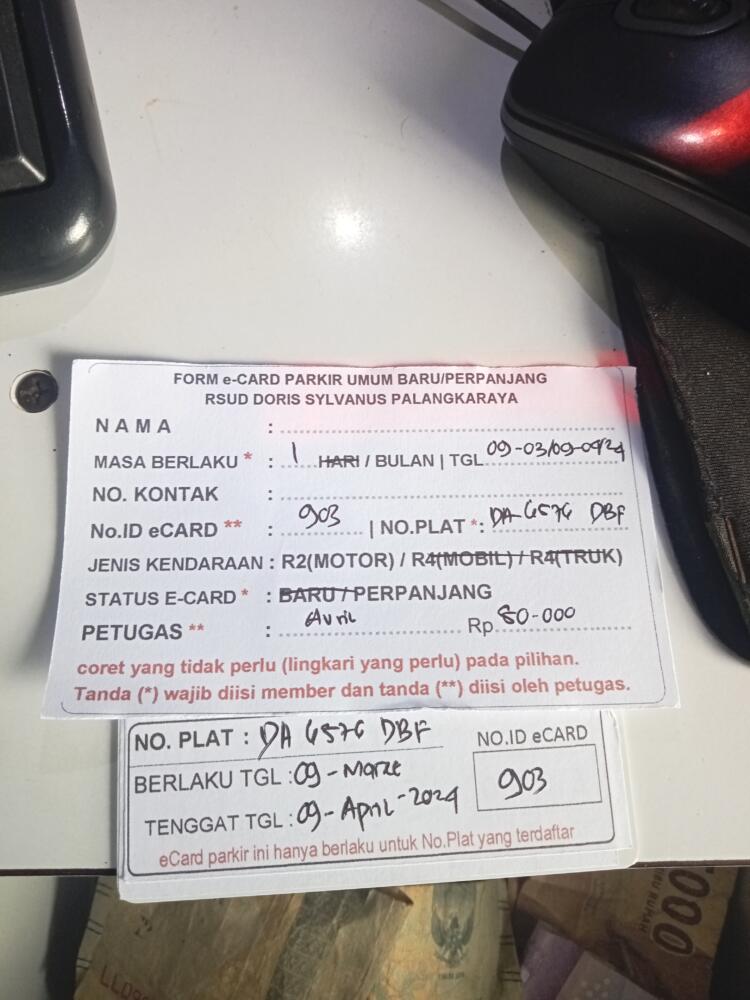 FORM e-CARD PARKIR UMUM BARU/PERPANJANG
RSUD DORIS SYLVANUS PALANGKARAYA
NAMA :
MASA BERLAKU * : 1 HARI / BULAN | TGL 09-03/09-04/24
NO. KONTAK :
No.ID eCARD ** : 903 | NO.PLAT *: DA 6576 DBF
JENIS KENDARAAN : R2(MOTOR) / R4(MOBIL) / R4(TRUK)
STATUS E-CARD * : BARU / PERPANJANG
PETUGAS ** : Avril Rp 80-000
coret yang tidak perlu (lingkari yang perlu) pada pilihan.
Tanda (*) wajib diisi member dan tanda (**) diisi oleh petugas.
NO. PLAT : DA 6576 DBF
NO.ID eCARD
BERLAKU TGL : 09-Maret
903
TENGGAT TGL : 09-April-2024
eCard parkir ini hanya berlaku untuk No.Plat yang terdaftar
000